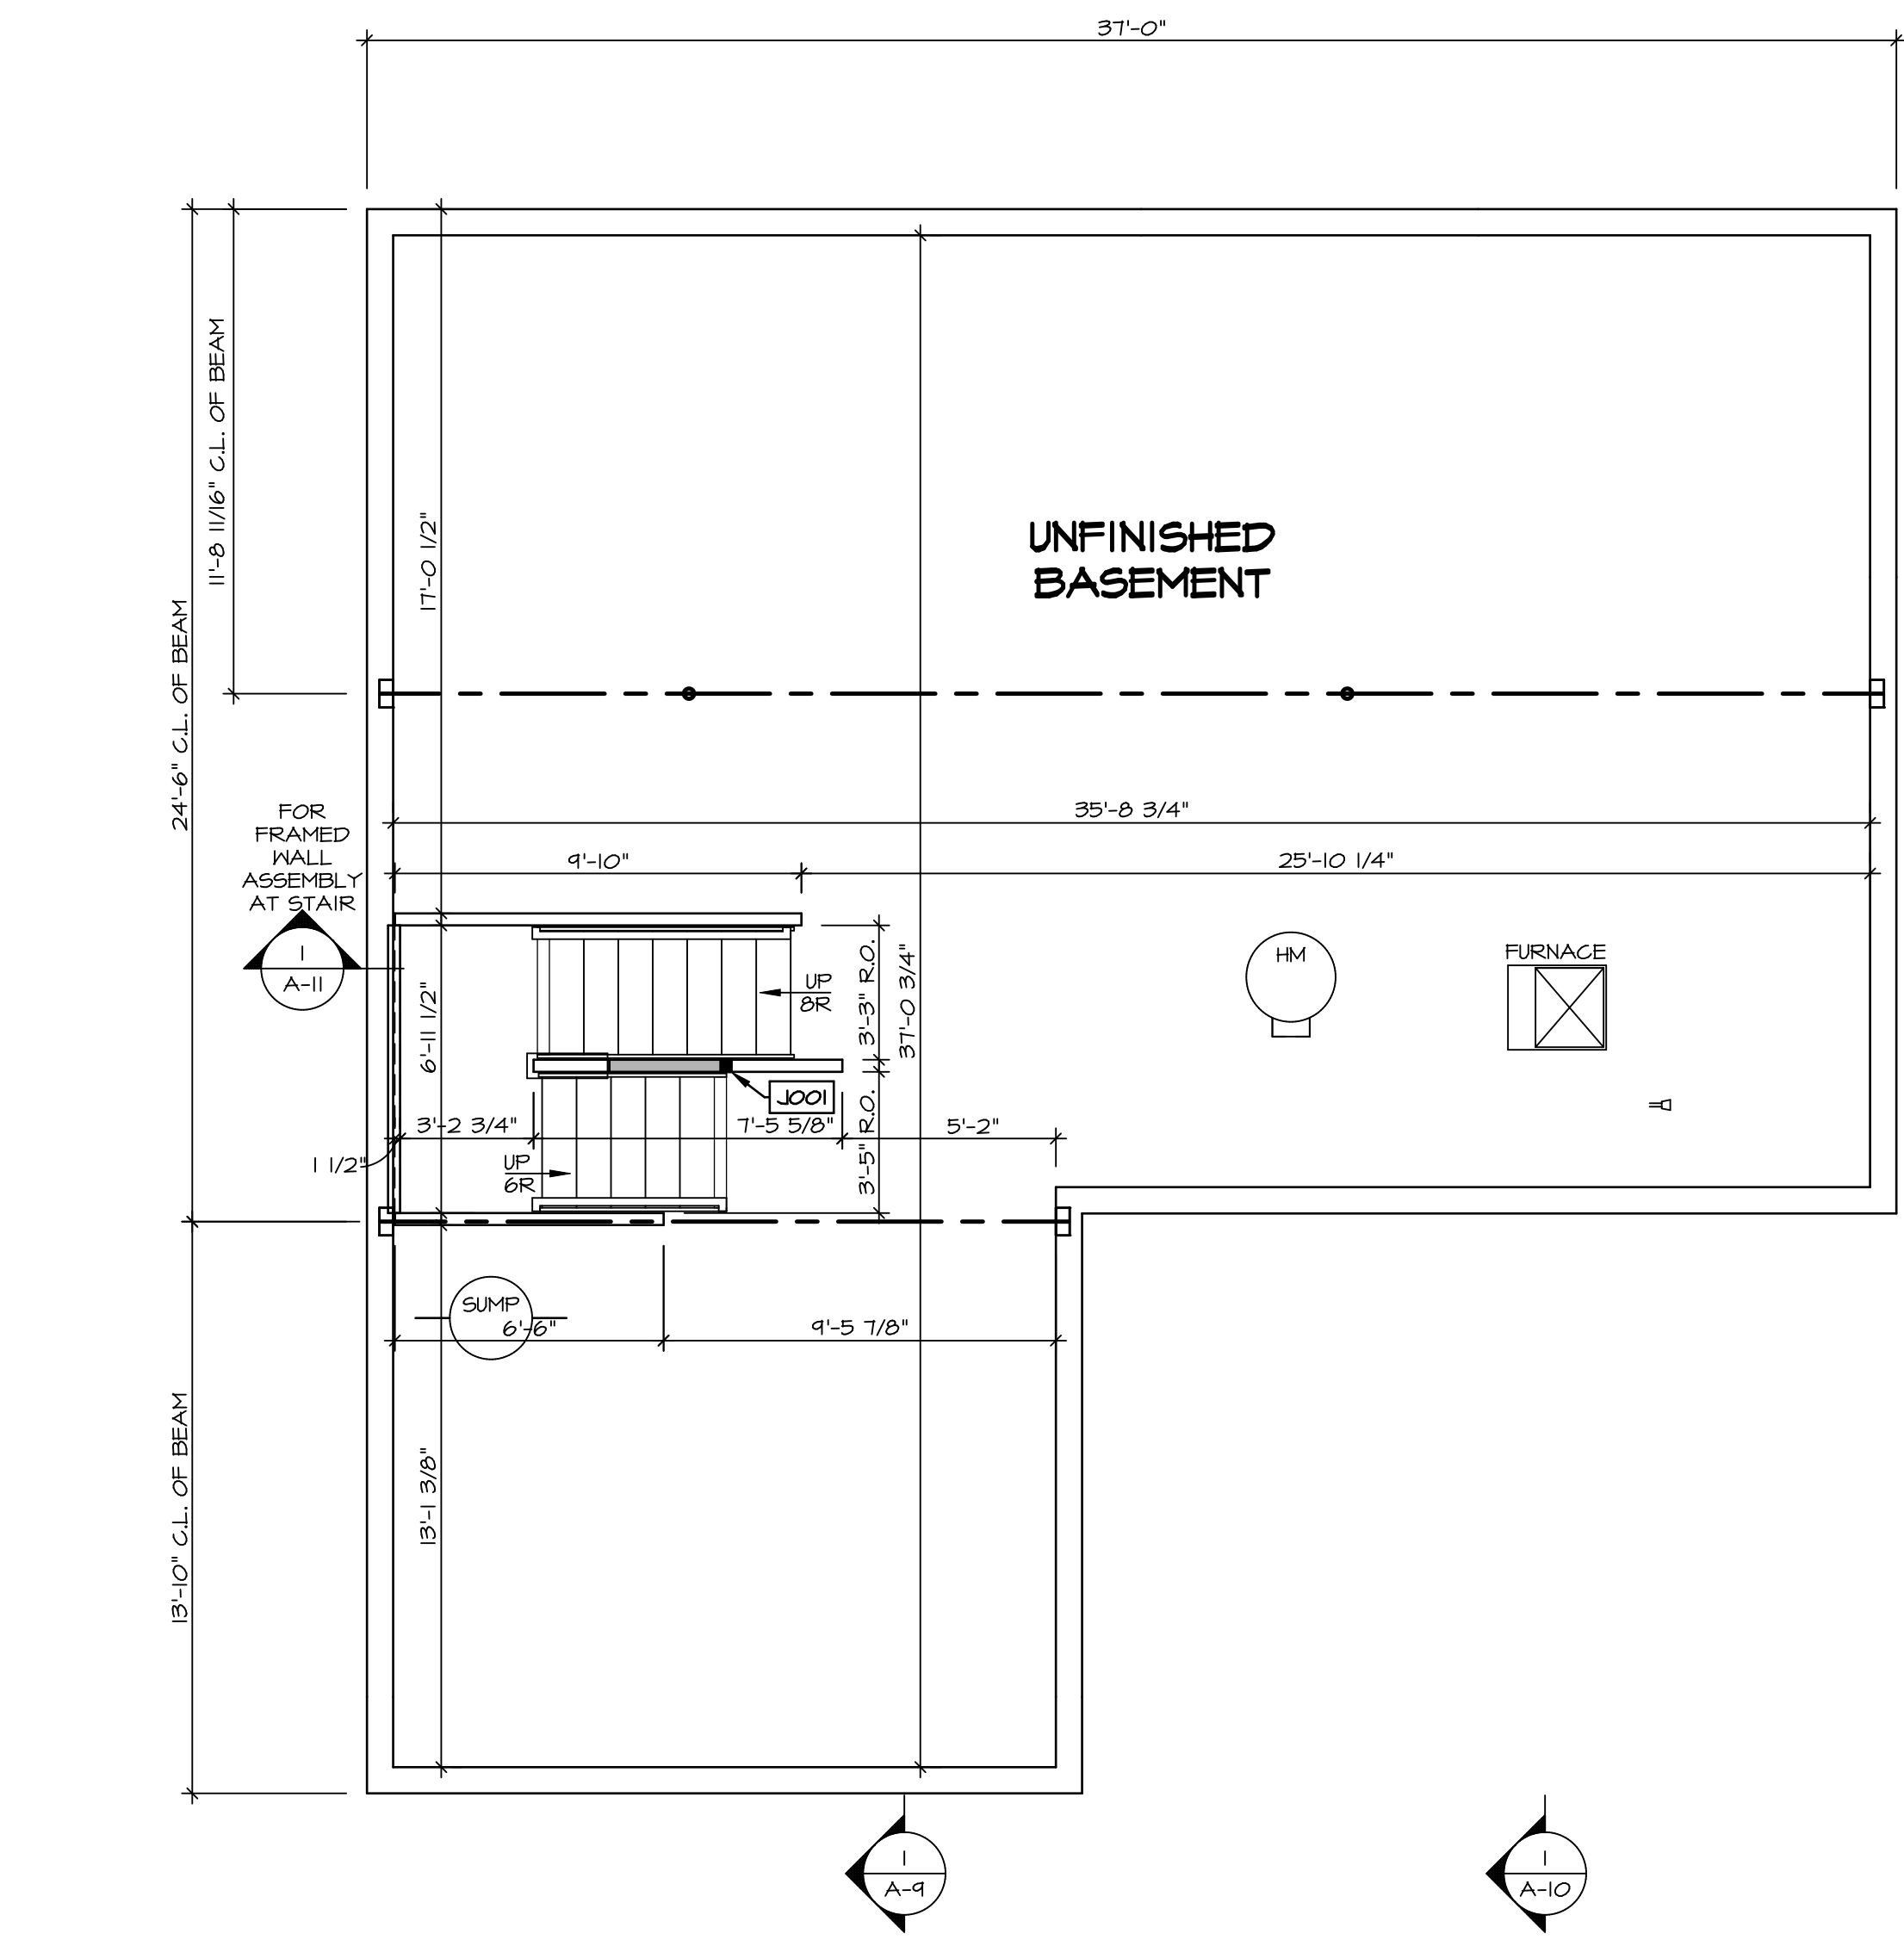 37'-0"
11'-8 11/16" C.L. OF BEAM
24'-6" C.L. OF BEAM
17'-0 1/2"
UNFINISHED
BASEMENT
35'-8 3/4"
FOR
FRAMED
WALL
ASSEMBLY
AT STAIR
1
A-11
9'-10"
25'-10 1/4"
6'-11 1/2"
UP
8R
3'-3" R.O.
37'-0 3/4"
HM
FURNACE
J001
3'-2 3/4"
7'-5 5/8"
3'-5" R.O.
5'-2"
1 1/2"
UP
6R
SUMP
6'-6"
9'-5 7/8"
13'-10" C.L. OF BEAM
13'-1 3/8"
1
A-9
1
A-10